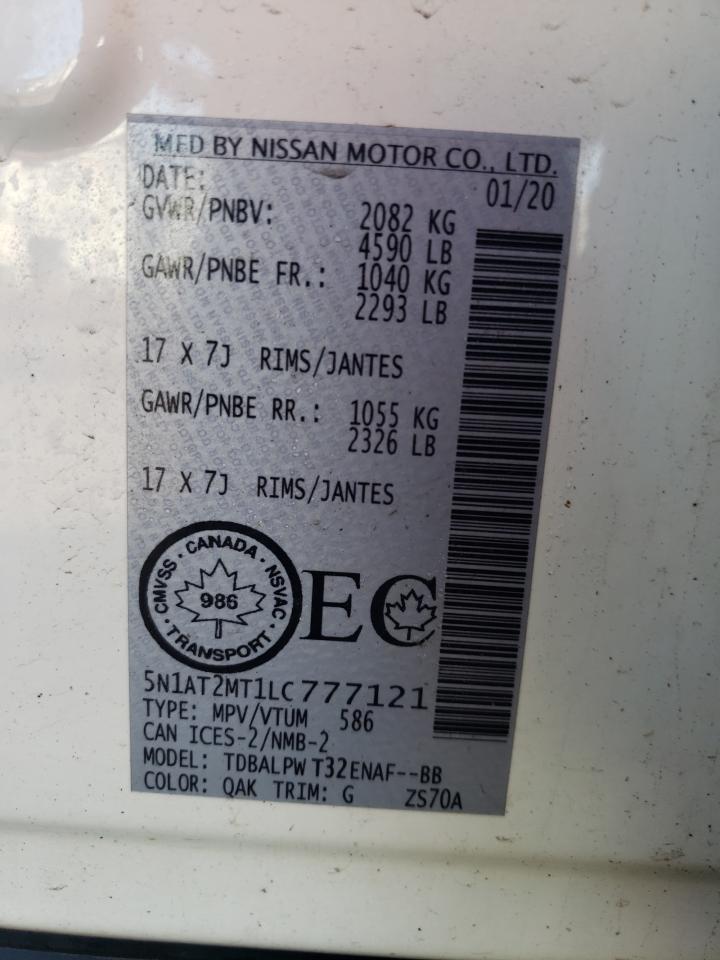 MFD BY NISSAN MOTOR CO., LTD.
DATE: 01/20
GVWR/PNBV: 2082 KG
4590 LB
GAWR/PNBE FR.: 1040 KG
2293 LB
17 X 7J RIMS/JANTES
GAWR/PNBE RR.: 1055 KG
2326 LB
17 X 7J RIMS/JANTES
CMVSS · CANADA · NSVAC · TRANSPORT ·
986
EC
5N1AT2MT1LC777121
TYPE: MPV/VTUM 586
CAN ICES-2/NMB-2
MODEL: TDBALPW T32ENAF--BB
COLOR: QAK TRIM: G ZS70A